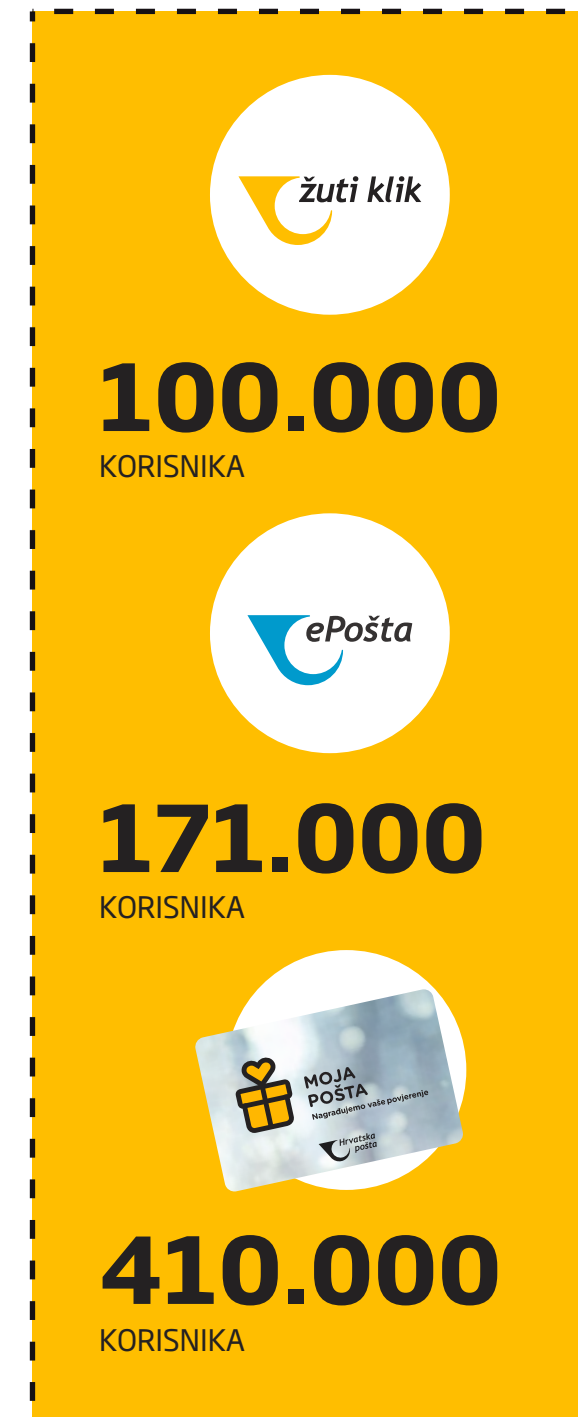 žuti klik
100.000
KORISNIKA
ePošta
171.000
KORISNIKA
MOJA
POŠTA
Nagrađujemo vaše povjerenje
Hrvatska
pošta
410.000
KORISNIKA